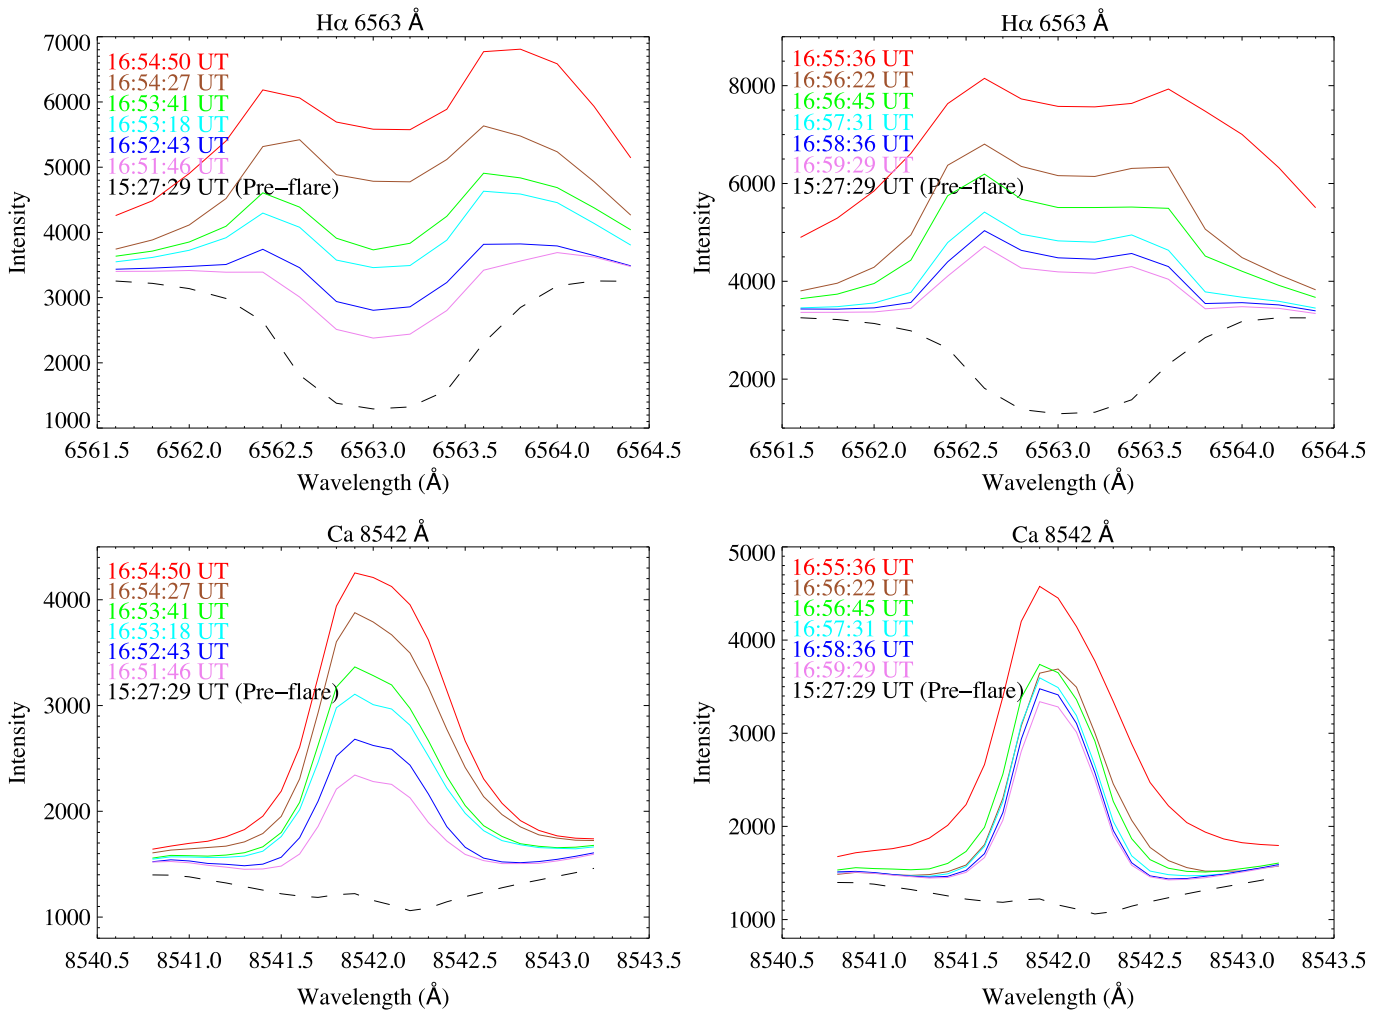 Hα 6563 Å
7000
6000
5000
4000
3000
2000
1000
Intensity
16:54:50 UT
16:54:27 UT
16:53:41 UT
16:53:18 UT
16:52:43 UT
16:51:46 UT
15:27:29 UT (Pre−flare)
6561.5 6562.0 6562.5 6563.0 6563.5 6564.0 6564.5
Wavelength (Å)
Hα 6563 Å
8000
6000
4000
2000
Intensity
16:55:36 UT
16:56:22 UT
16:56:45 UT
16:57:31 UT
16:58:36 UT
16:59:29 UT
15:27:29 UT (Pre−flare)
6561.5 6562.0 6562.5 6563.0 6563.5 6564.0 6564.5
Wavelength (Å)
Ca 8542 Å
4000
3000
2000
1000
Intensity
16:54:50 UT
16:54:27 UT
16:53:41 UT
16:53:18 UT
16:52:43 UT
16:51:46 UT
15:27:29 UT (Pre−flare)
8540.5 8541.0 8541.5 8542.0 8542.5 8543.0 8543.5
Wavelength (Å)
Ca 8542 Å
5000
4000
3000
2000
1000
Intensity
16:55:36 UT
16:56:22 UT
16:56:45 UT
16:57:31 UT
16:58:36 UT
16:59:29 UT
15:27:29 UT (Pre−flare)
8540.5 8541.0 8541.5 8542.0 8542.5 8543.0 8543.5
Wavelength (Å)